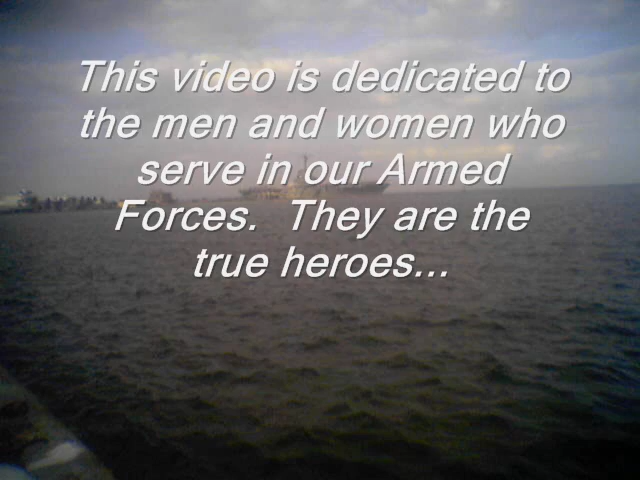 This video is dedicated to
the men and women who
serve in our Armed
Forces.  They are the
true heroes...